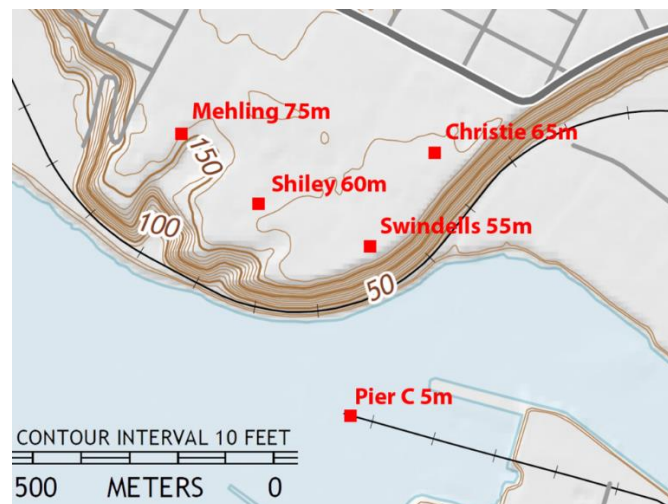 Mehling 75m
Christie 65m
150
Shiley 60m
100
Swindells 55m
50
Pier C 5m
CONTOUR INTERVAL 10 FEET
500 METERS 0